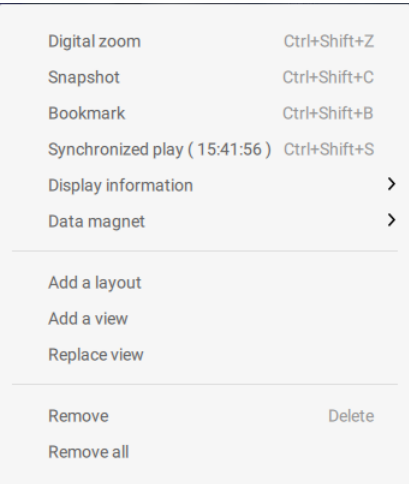 Digital zoom Ctrl+Shift+Z
Snapshot Ctrl+Shift+C
Bookmark Ctrl+Shift+B
Synchronized play ( 15:41:56 ) Ctrl+Shift+S
Display information
Data magnet
Add a layout
Add a view
Replace view
Remove Delete
Remove all